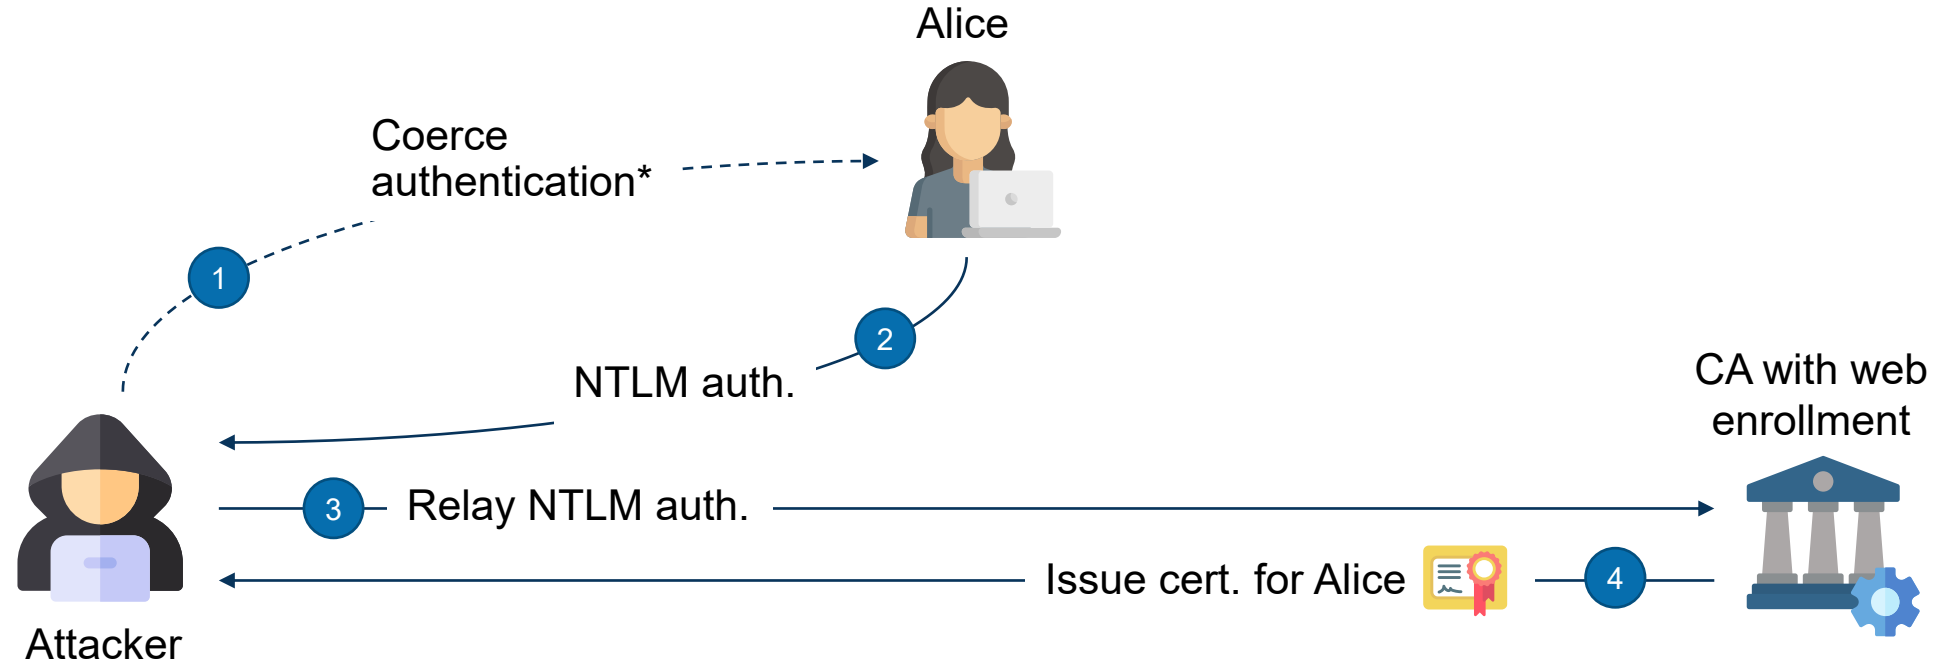 Alice
Coerce
authentication*
1
2
NTLM auth.
CA with web
enrollment
3
Relay NTLM auth.
Issue cert. for Alice
4
Attacker